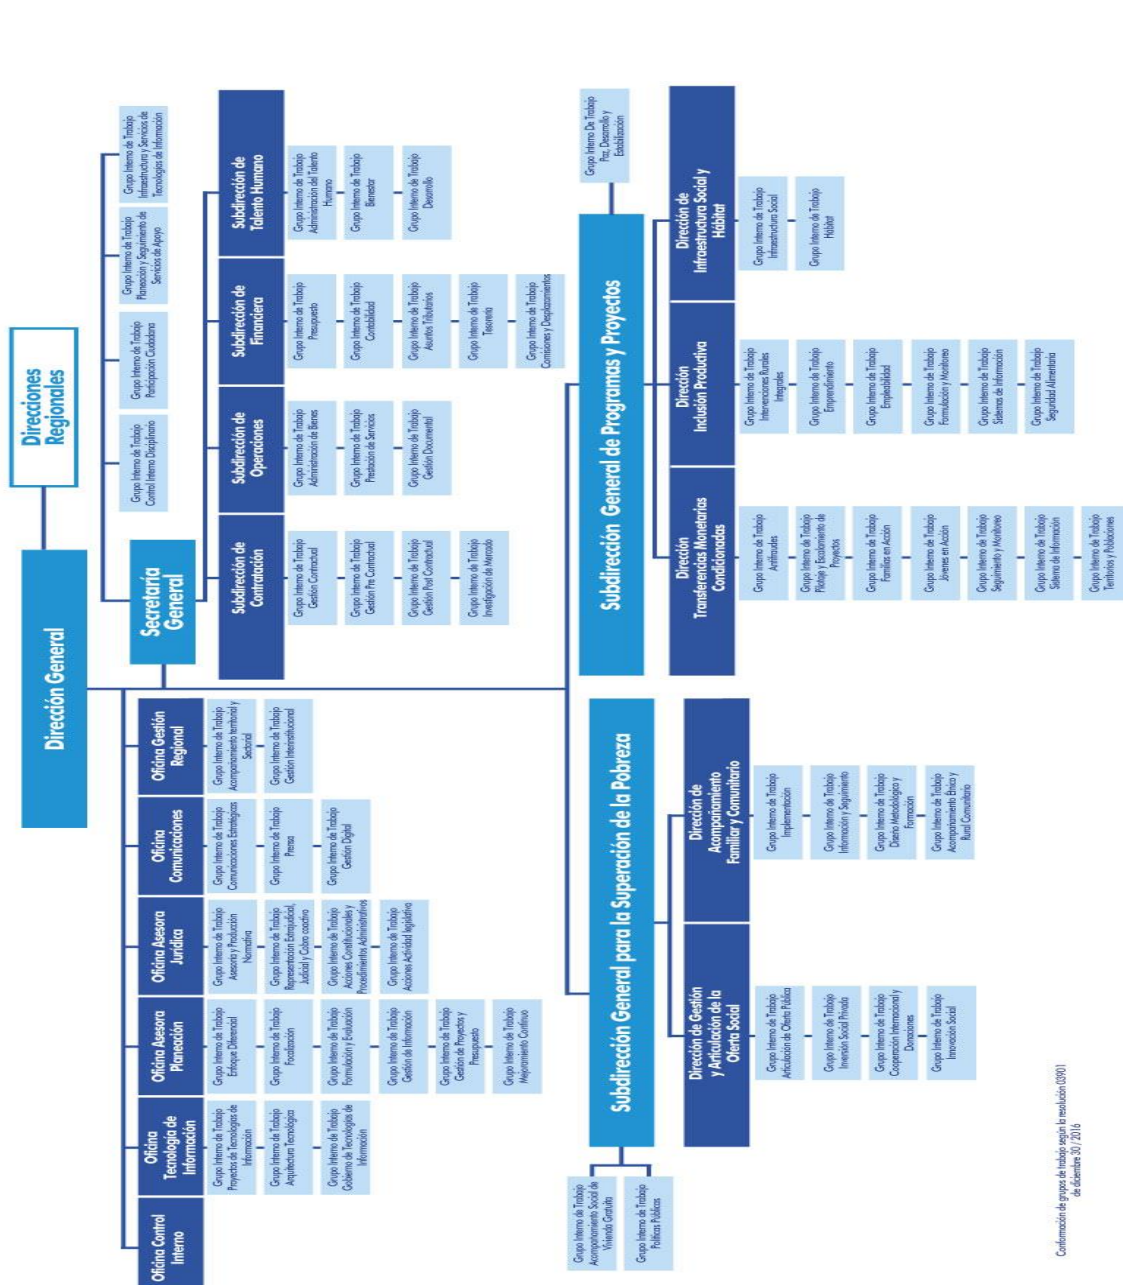 Dirección General
Direcciones
Regionales
Secretaría
General
Grupo Interno de Trabajo
Control Interno Disciplinario
Grupo Interno de Trabajo
Participación Ciudadana
Grupo Interno de Trabajo
Planeación y Seguimiento de
Servicios de Apoyo
Grupo Interno de Trabajo
Infraestructura y Servicios de
Tecnologías de Información
Oficina Control
Interno
Oficina
Tecnología de
Información
Grupo Interno de Trabajo
Proyectos de Tecnologías de
Información
Grupo Interno de Trabajo
Arquitectura Tecnológica
Grupo Interno de Trabajo
Gobierno de Tecnologías de
Información
Oficina Asesora
Planeación
Grupo Interno de Trabajo
Enfoque Diferencial
Grupo Interno de Trabajo
Focalización
Grupo Interno de Trabajo
Formulación y Evaluación
Grupo Interno de Trabajo
Gestión de Información
Grupo Interno de Trabajo
Gestión de Proyectos y
Presupuesto
Grupo Interno de Trabajo
Mejoramiento Continuo
Oficina Asesora
Jurídica
Grupo Interno de Trabajo
Asesoría y Producción
Normativa
Grupo Interno de Trabajo
Representación Extrajudicial,
Judicial y Cobro coactivo
Grupo Interno de Trabajo
Acciones Constitucionales y
Procedimientos Administrativos
Grupo Interno de Trabajo
Acciones Actividad legislativa
Oficina
Comunicaciones
Grupo Interno de Trabajo
Comunicaciones Estratégicas
Grupo Interno de Trabajo
Prensa
Grupo Interno de Trabajo
Gestión Digital
Oficina Gestión
Regional
Grupo Interno de Trabajo
Acompañamiento territorial y
Sectorial
Grupo Interno de Trabajo
Gestión Interinstitucional
Subdirección de
Contratación
Grupo Interno de Trabajo
Gestión Contractual
Grupo Interno de Trabajo
Gestión Pre Contractual
Grupo Interno de Trabajo
Gestión Post Contractual
Grupo Interno de Trabajo
Investigación de Mercado
Subdirección de
Operaciones
Grupo Interno de Trabajo
Administración de Bienes
Grupo Interno de Trabajo
Prestación de Servicios
Grupo Interno de Trabajo
Gestión Documental
Subdirección de
Financiera
Grupo Interno de Trabajo
Presupuesto
Grupo Interno de Trabajo
Contabilidad
Grupo Interno de Trabajo
Asuntos Tributarios
Grupo Interno de Trabajo
Tesorería
Grupo Interno de Trabajo
Comisiones y Desplazamientos
Subdirección de
Talento Humano
Grupo Interno de Trabajo
Administración del Talento
Humano
Grupo Interno de Trabajo
Bienestar
Grupo Interno de Trabajo
Desarrollo
Subdirección General para la Superación de la Pobreza
Grupo Interno de Trabajo
Acompañamiento Social de
Vivienda Gratuita
Grupo Interno de Trabajo
Políticas Públicas
Dirección de Gestión
y Articulación de la
Oferta Social
Grupo Interno de Trabajo
Articulación de Oferta Pública
Grupo Interno de Trabajo
Inversión Social Privada
Grupo Interno de Trabajo
Cooperación Internacional y
Donaciones
Grupo Interno de Trabajo
Innovación Social
Dirección de
Acompañamiento
Familiar y Comunitario
Grupo Interno de Trabajo
Implementación
Grupo Interno de Trabajo
Información y Seguimiento
Grupo Interno de Trabajo
Diseño Metodológico y
Formación
Grupo Interno de Trabajo
Acompañamiento Étnico y
Rural Comunitario
Subdirección General de Programas y Proyectos
Grupo Interno De Trabajo
Paz, Desarrollo y
Estabilización
Dirección
Transferencias Monetarias
Condicionadas
Grupo Interno de Trabajo
Antifraudes
Grupo Interno de Trabajo
Pilotaje y Escalamiento de
Proyectos
Grupo Interno de Trabajo
Familias en Acción
Grupo Interno de Trabajo
Jóvenes en Acción
Grupo Interno de Trabajo
Seguimiento y Monitoreo
Grupo Interno de Trabajo
Sistema de Información
Grupo Interno de Trabajo
Territorios y Poblaciones
Dirección
Inclusión Productiva
Grupo Interno de Trabajo
Intervenciones Rurales
Integrales
Grupo Interno de Trabajo
Emprendimiento
Grupo Interno de Trabajo
Empleabilidad
Grupo Interno de Trabajo
Formulación y Monitoreo
Grupo Interno de Trabajo
Sistemas de Información
Grupo Interno de Trabajo
Seguridad Alimentaria
Dirección de
Infraestructura Social y
Hábitat
Grupo Interno de Trabajo
Infraestructura Social
Grupo Interno de Trabajo
Hábitat
Conformación de grupos de trabajo según la resolución 03901
de diciembre 30 / 2016